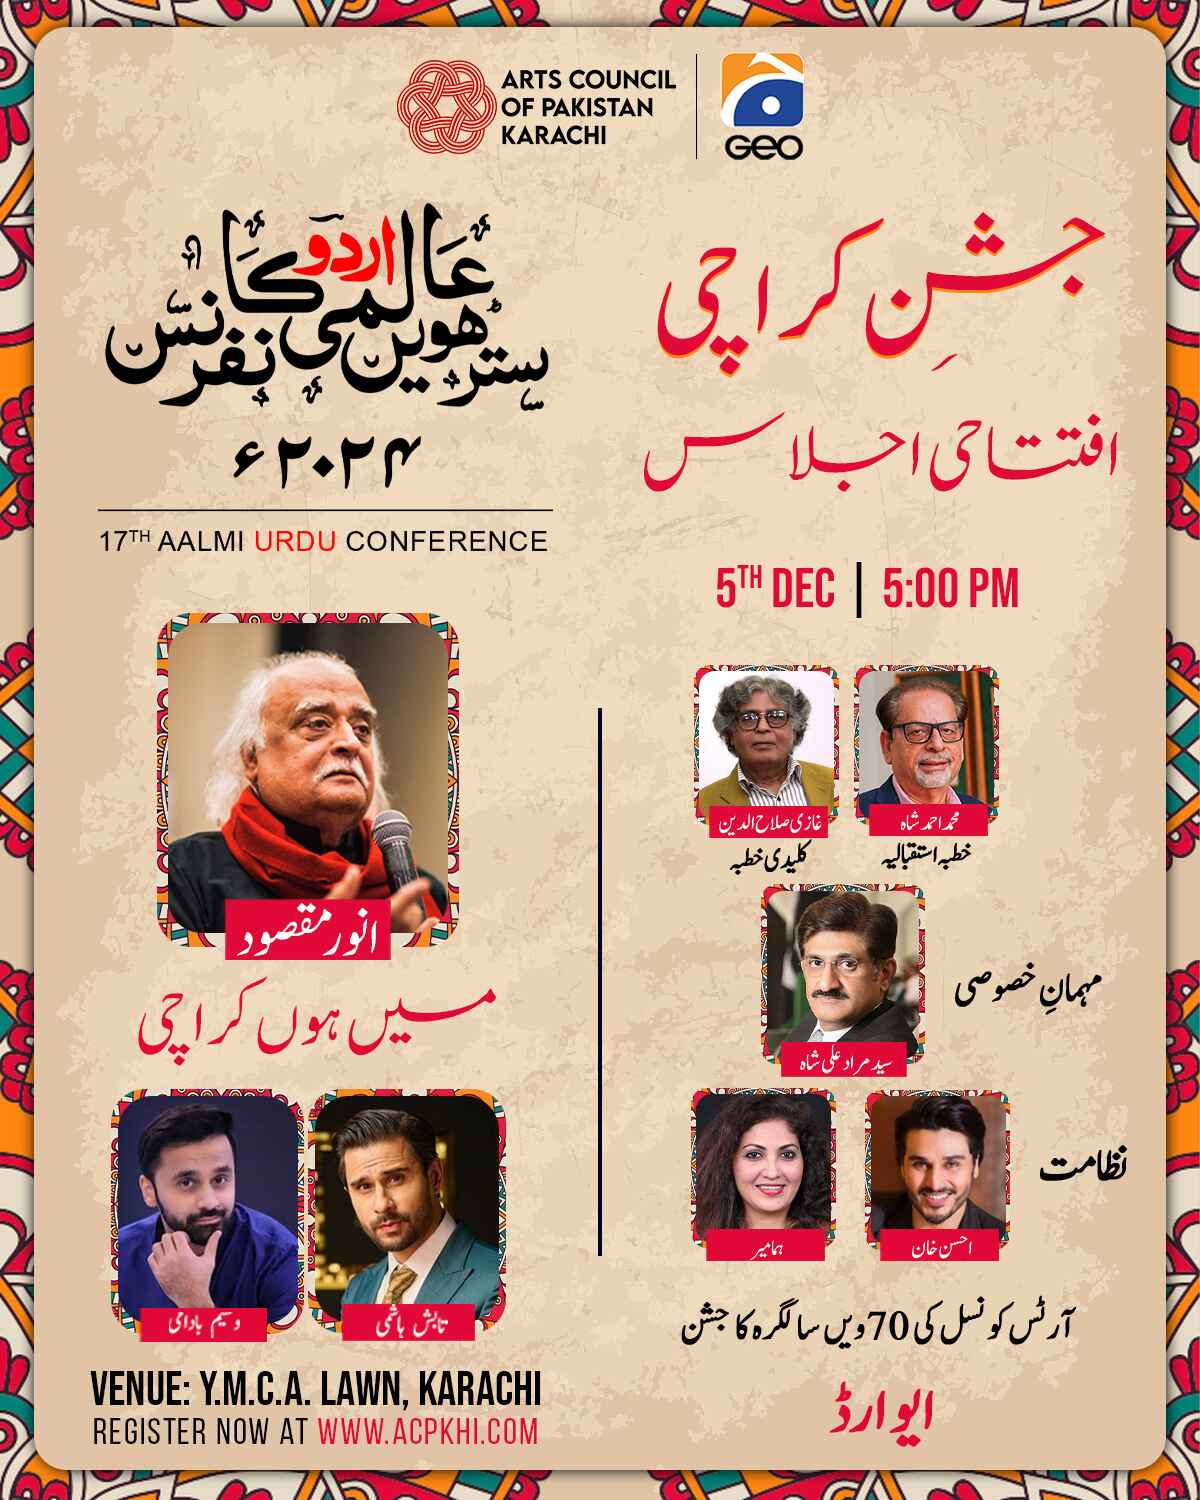 ARTS COUNCIL
OF PAKISTAN
KARACHI
GEO
عالمی اردو کانفرنس
سترھویں
۲۰۲۴ء
17TH AALMI URDU CONFERENCE
جشنِ کراچی
افتتاحی اجلاس
5TH DEC | 5:00 PM
انور مقصود
میں ہوں کراچی
وسیم بادامی
تابش ہاشمی
محمد احمد شاہ
خطبہ استقبالیہ
غازی صلاح الدین
کلیدی خطبہ
مہمانِ خصوصی
سید مراد علی شاہ
نظامت
احسن خان
ہما میر
آرٹس کونسل کی 70 ویں سالگرہ کا جشن
ایوارڈ
VENUE: Y.M.C.A. LAWN, KARACHI
REGISTER NOW AT WWW.ACPKHI.COM